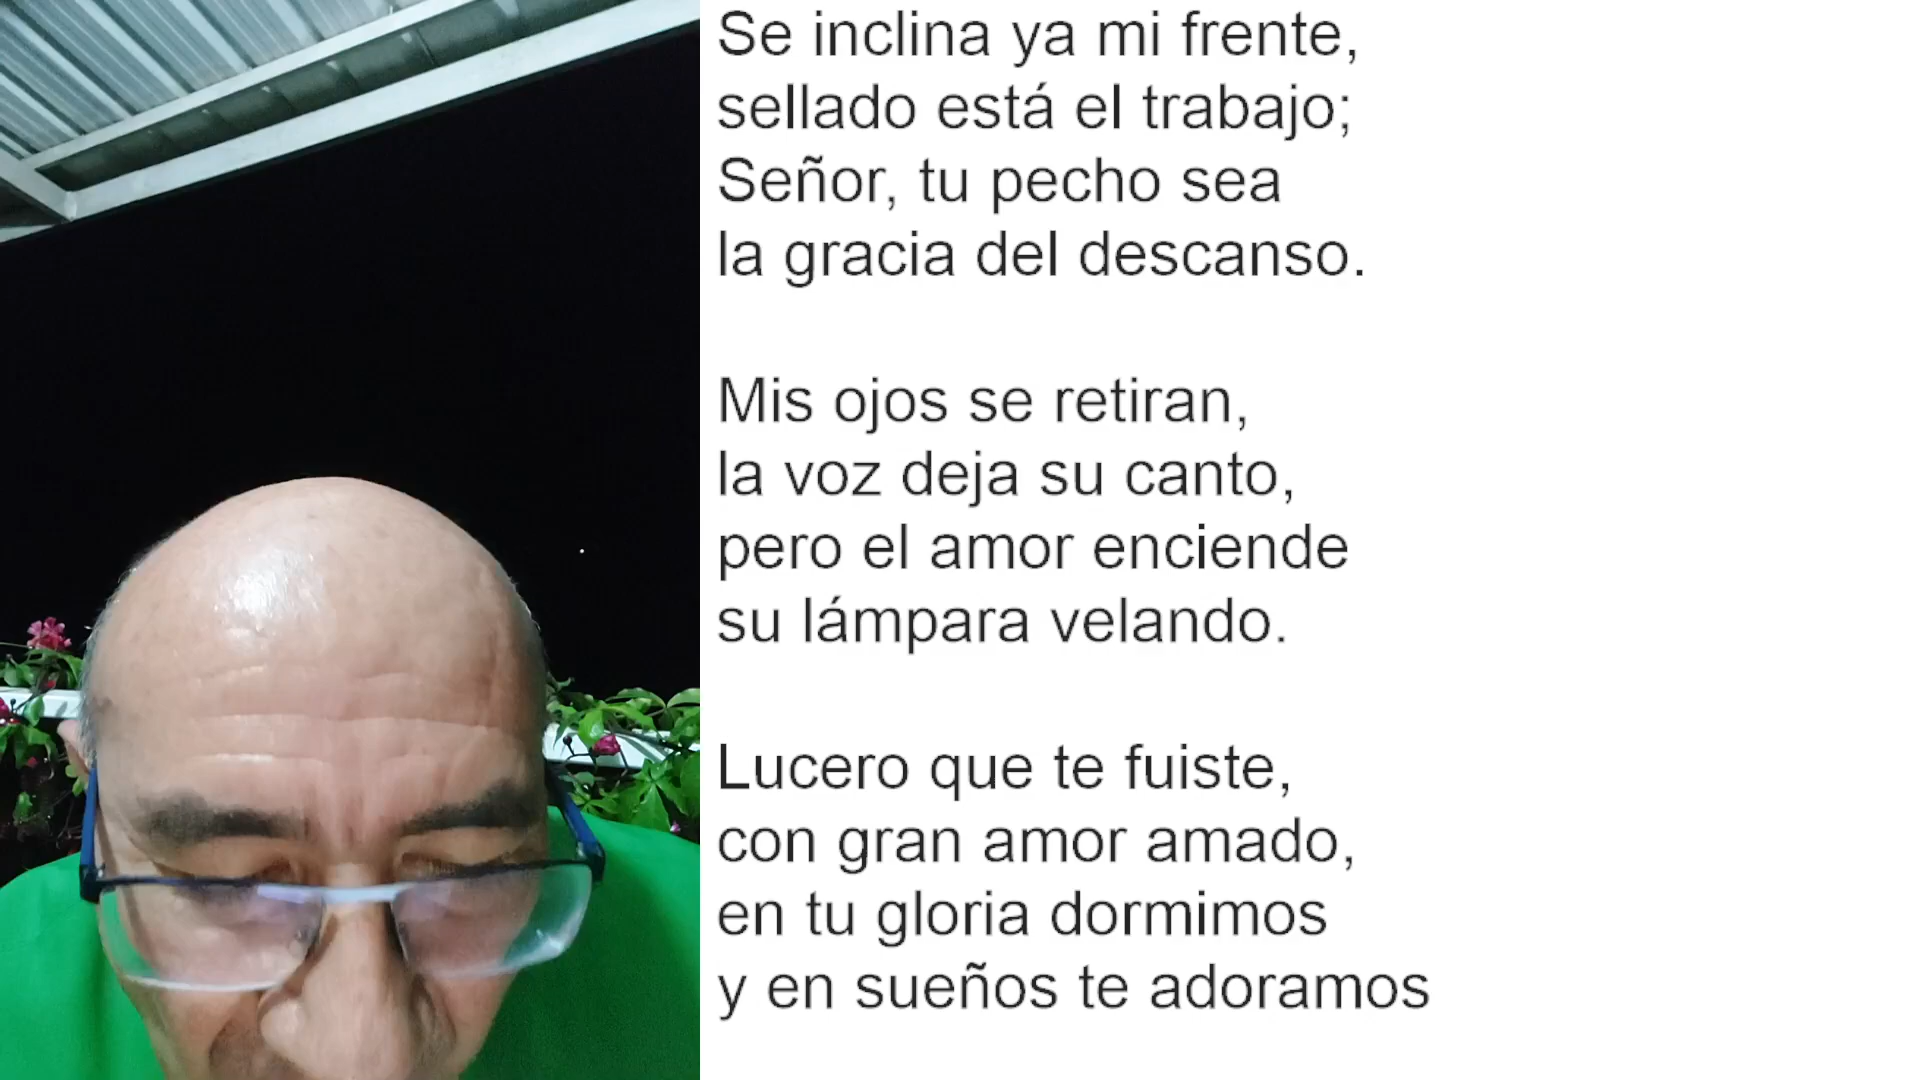 Se inclina ya mi frente,
sellado está el trabajo;
Señor, tu pecho sea
la gracia del descanso.
Mis ojos se retiran,
la voz deja su canto,
pero el amor enciende
su lámpara velando.
Lucero que te fuiste,
con gran amor amado,
en tu gloria dormimos
y en sueños te adoramos